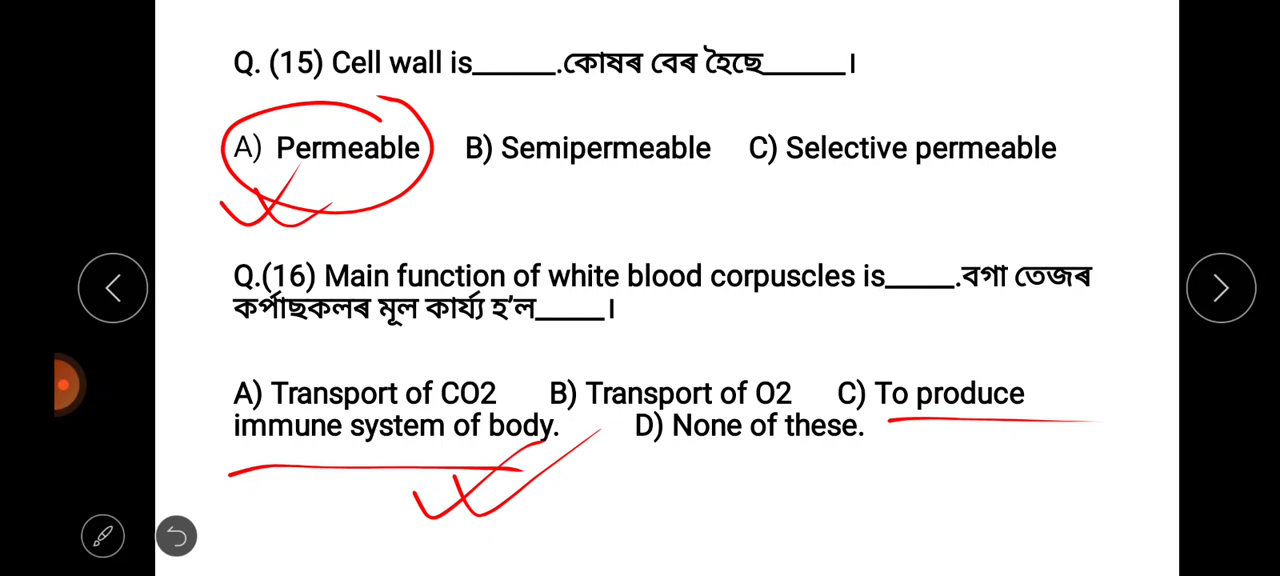 Q. (15) Cell wall is______.কোষৰ বেৰ হৈছে______।
A) Permeable B) Semipermeable C) Selective permeable
Q.(16) Main function of white blood corpuscles is_____.বগা তেজৰ
কৰ্পাছকলৰ মূল কাৰ্য্য হ'ল_____।
A) Transport of CO2 B) Transport of O2 C) To produce
immune system of body. D) None of these.